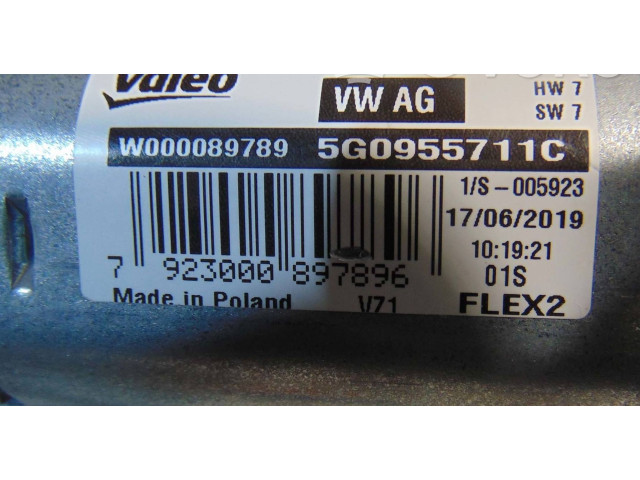 Valeo
VW AG
HW 7
SW 7
W000089789 5G0955711C
1/S-005923
17/06/2019
10:19:21
7 923000 897896
01S
Made in Poland V71 FLEX2